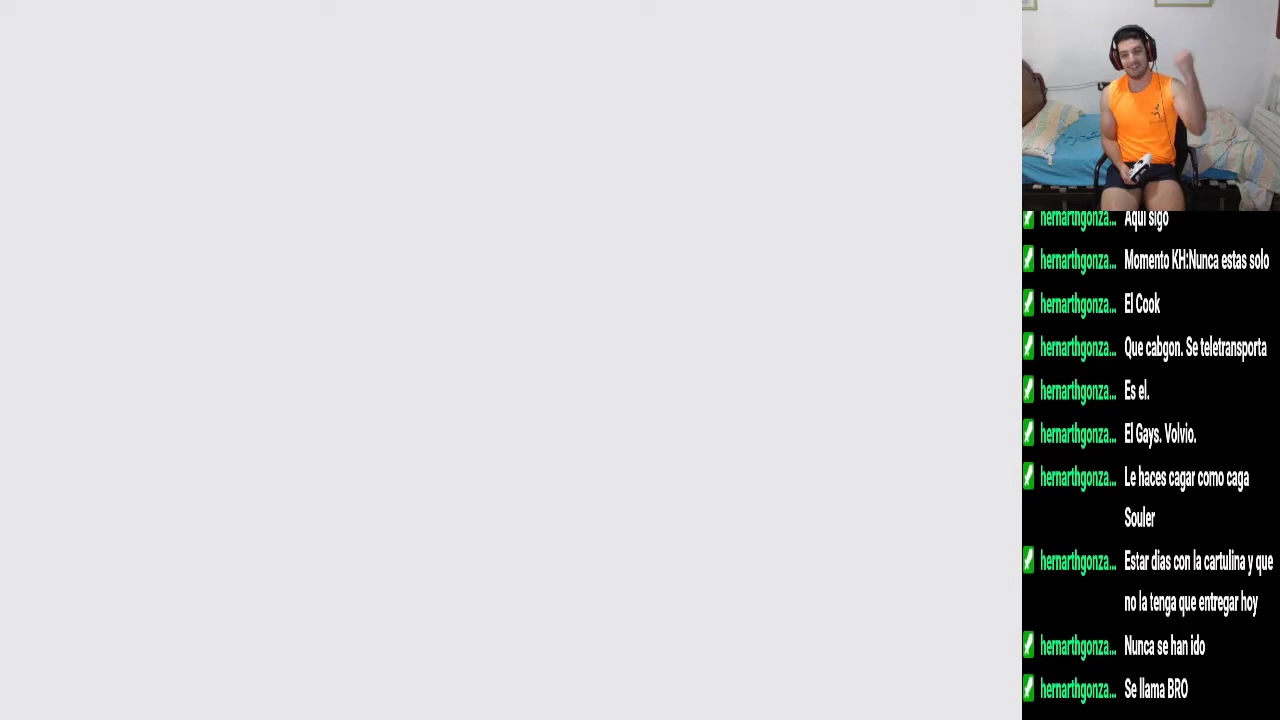 hernarthgonza... Aqui sigo
hernarthgonza... Momento KH:Nunca estas solo
hernarthgonza... El Cook
hernarthgonza... Que cabgon. Se teletransporta
hernarthgonza... Es el.
hernarthgonza... El Gays. Volvio.
hernarthgonza... Le haces cagar como caga
Souler
hernarthgonza... Estar dias con la cartulina y que
no la tenga que entregar hoy
hernarthgonza... Nunca se han ido
hernarthgonza... Se llama BRO